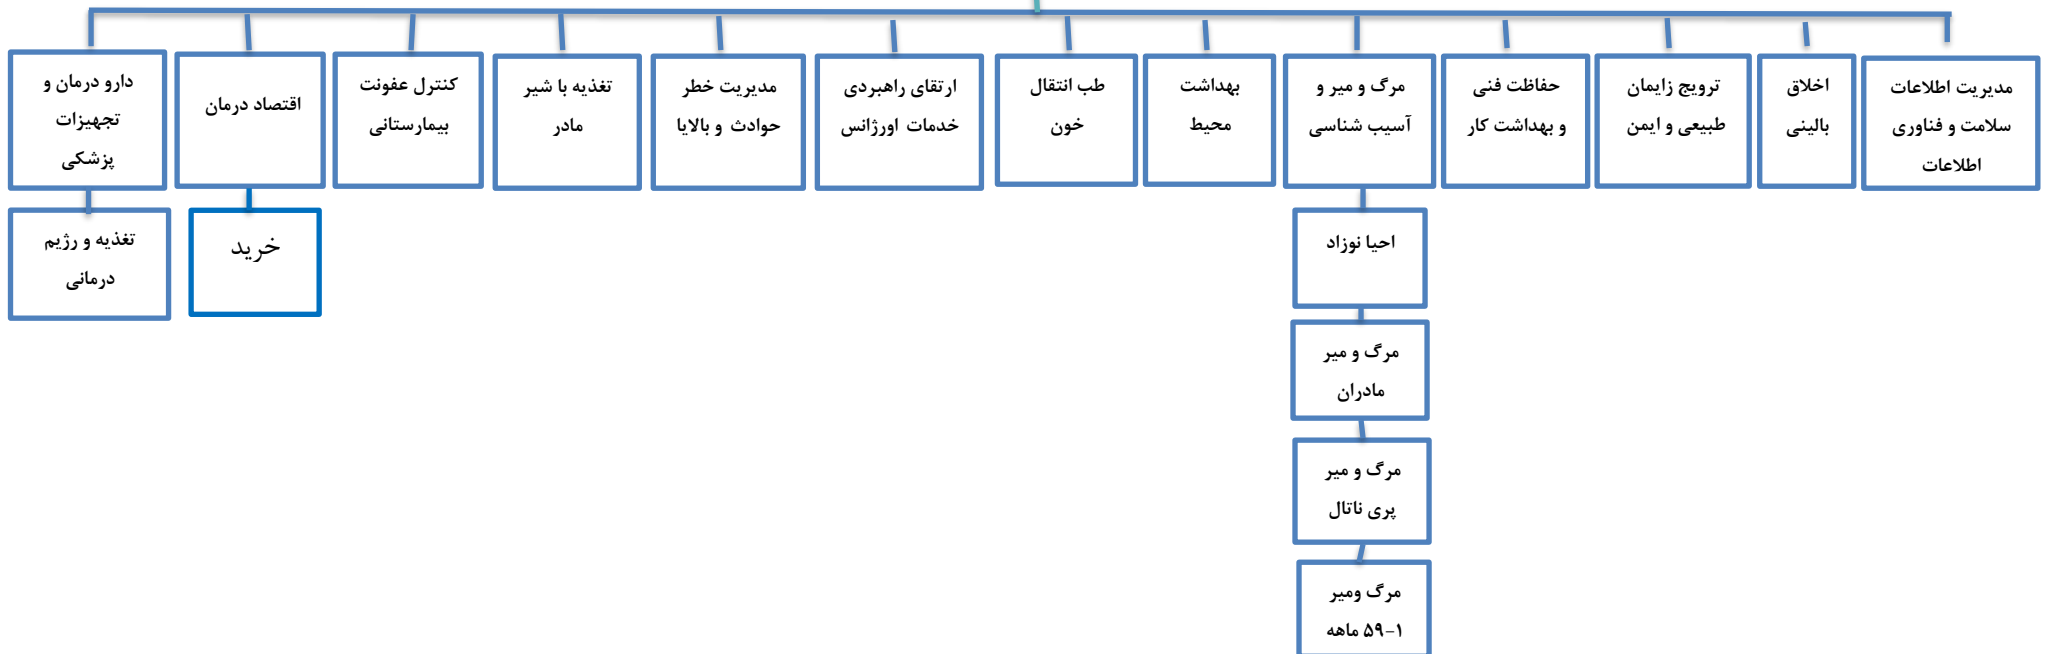 مدیریت اطلاعات
سلامت و فناوری
اطلاعات
اخلاق
بالینی
ترویج زایمان
طبیعی و ایمن
حفاظت فنی
و بهداشت کار
مرگ و میر و
آسیب شناسی
بهداشت
محیط
طب انتقال
خون
ارتقای راهبردی
خدمات اورژانس
مدیریت خطر
حوادث و بالایا
تغذیه با شیر
مادر
کنترل عفونت
بیمارستانی
اقتصاد درمان
دارو درمان و
تجهیزات
پزشکی
احیا نوزاد
مرگ و میر
مادران
مرگ و میر
پری ناتال
مرگ ومیر
۱-۵۹ ماهه
خرید
تغذیه و رژیم
درمانی